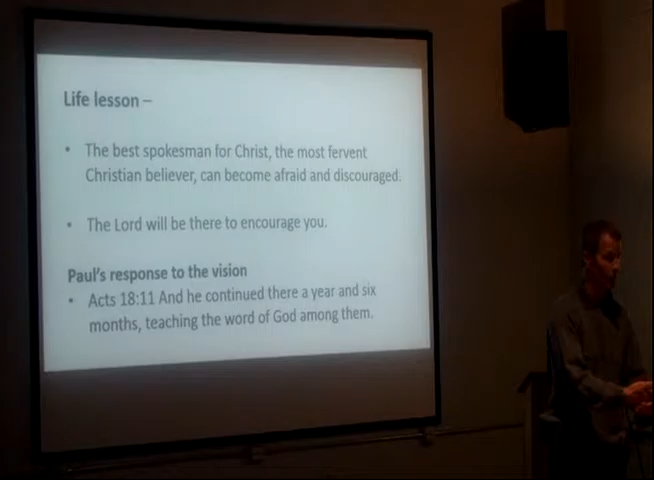 Life lesson –
• The best spokesman for Christ, the most fervent
Christian believer, can become afraid and discouraged.
• The Lord will be there to encourage you.
Paul's response to the vision
• Acts 18:11 And he continued there a year and six
months, teaching the word of God among them.